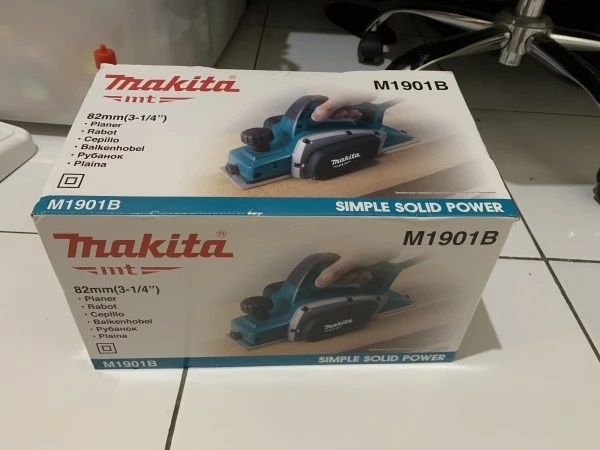 makita®
mt
M1901B
82mm(3-1/4")
· Planer
· Rabot
· Cepillo
· Balkenhobel
· Рубанок
· Plaina
makita
M1901B
SIMPLE SOLID POWER
makita®
mt
M1901B
82mm(3-1/4")
· Planer
· Rabot
· Cepillo
· Balkenhobel
· Рубанок
· Plaina
makita
M1901B
SIMPLE SOLID POWER